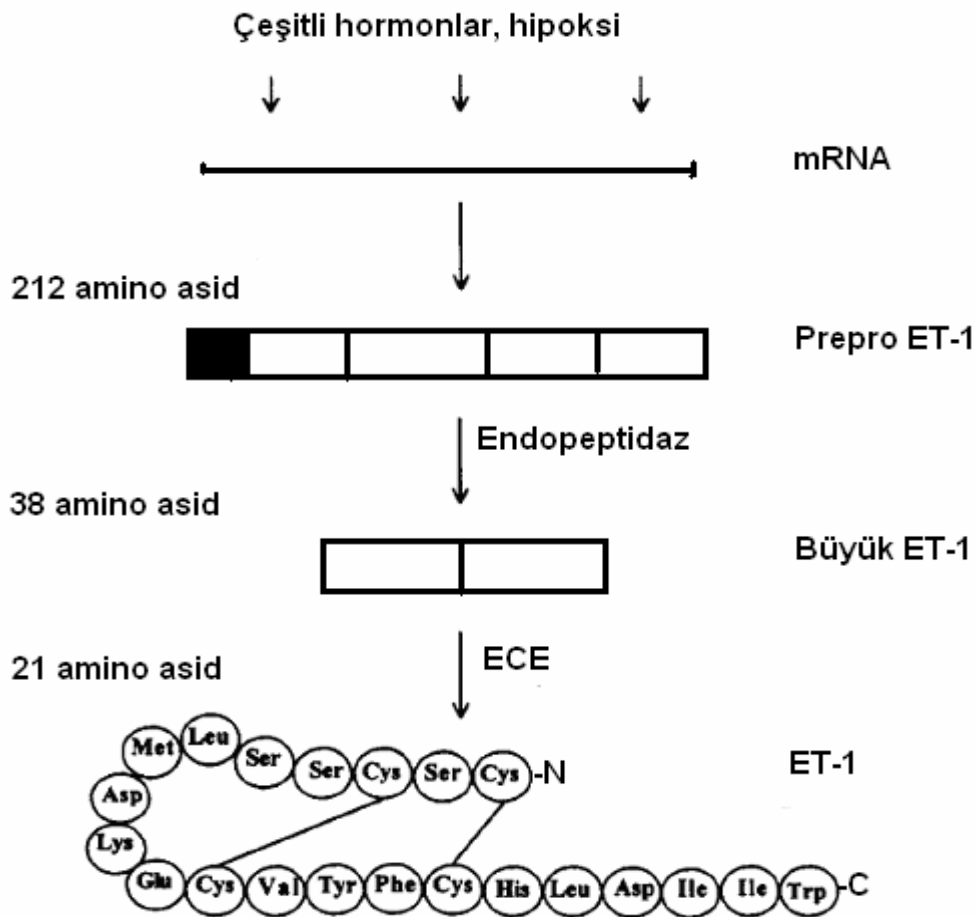 Çeşitli hormonlar, hipoksi
mRNA
212 amino asid
Prepro ET-1
Endopeptidaz
38 amino asid
Büyük ET-1
21 amino asid
ECE
Met Leu Ser Ser Cys Ser Cys -N
ET-1
Asp
Lys
Glu Cys Val Tyr Phe Cys His Leu Asp Ile Ile Trp -C